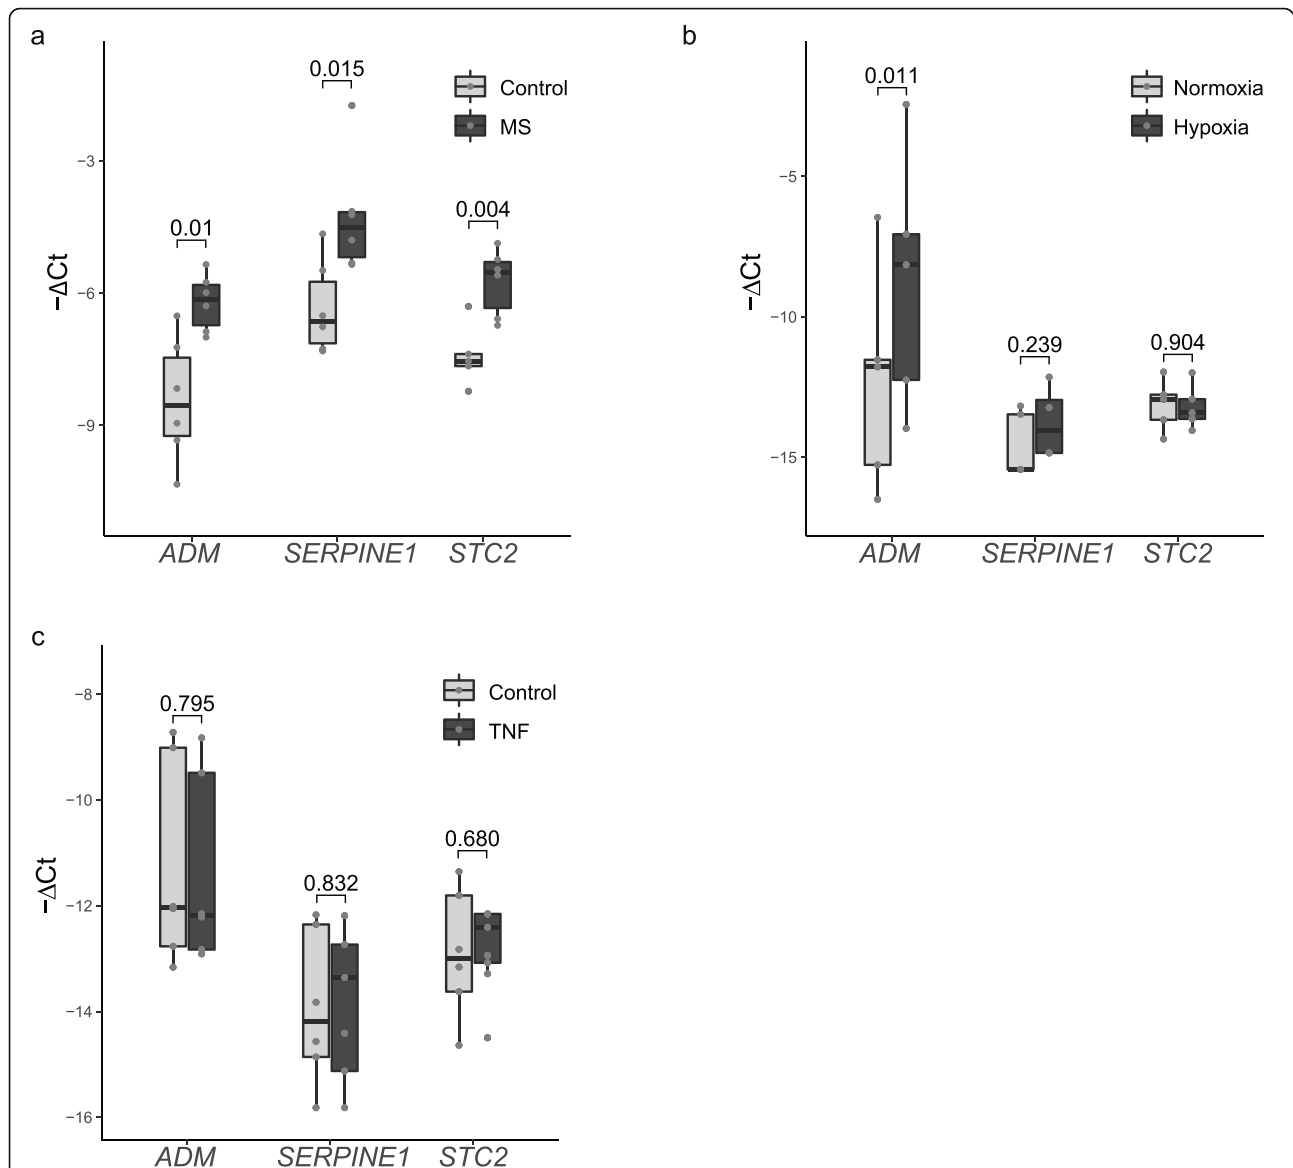 a
0.015
Control
MS
−3
0.01
0.004
−ΔCt
−6
−9
ADM SERPINE1 STC2
b
0.011
Normoxia
Hypoxia
−5
−ΔCt
−10
0.239
0.904
−15
ADM SERPINE1 STC2
c
−8
0.795
Control
TNF
−10
−ΔCt
0.680
−12
0.832
−14
−16
ADM SERPINE1 STC2